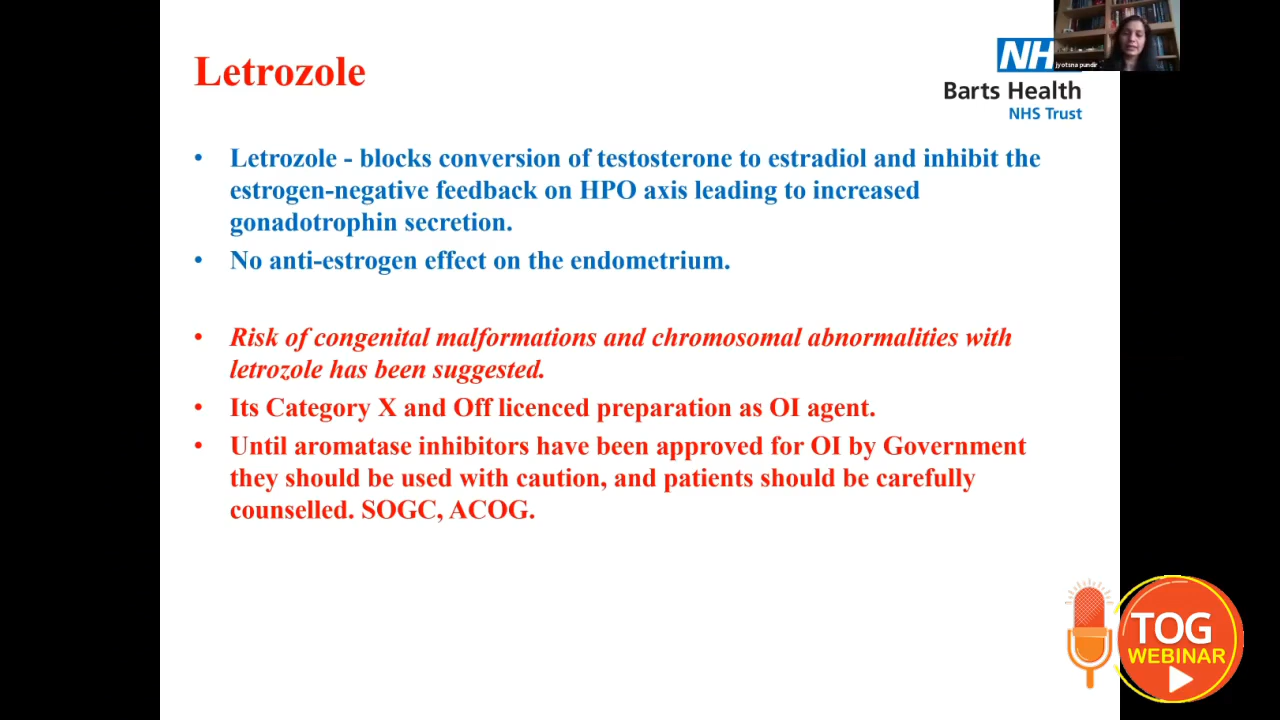 Letrozole
NH
jyotsna pundir
Barts Health
NHS Trust
• Letrozole - blocks conversion of testosterone to estradiol and inhibit the
estrogen-negative feedback on HPO axis leading to increased
gonadotrophin secretion.
• No anti-estrogen effect on the endometrium.
• Risk of congenital malformations and chromosomal abnormalities with
letrozole has been suggested.
• Its Category X and Off licenced preparation as OI agent.
• Until aromatase inhibitors have been approved for OI by Government
they should be used with caution, and patients should be carefully
counselled. SOGC, ACOG.
TOG
WEBINAR